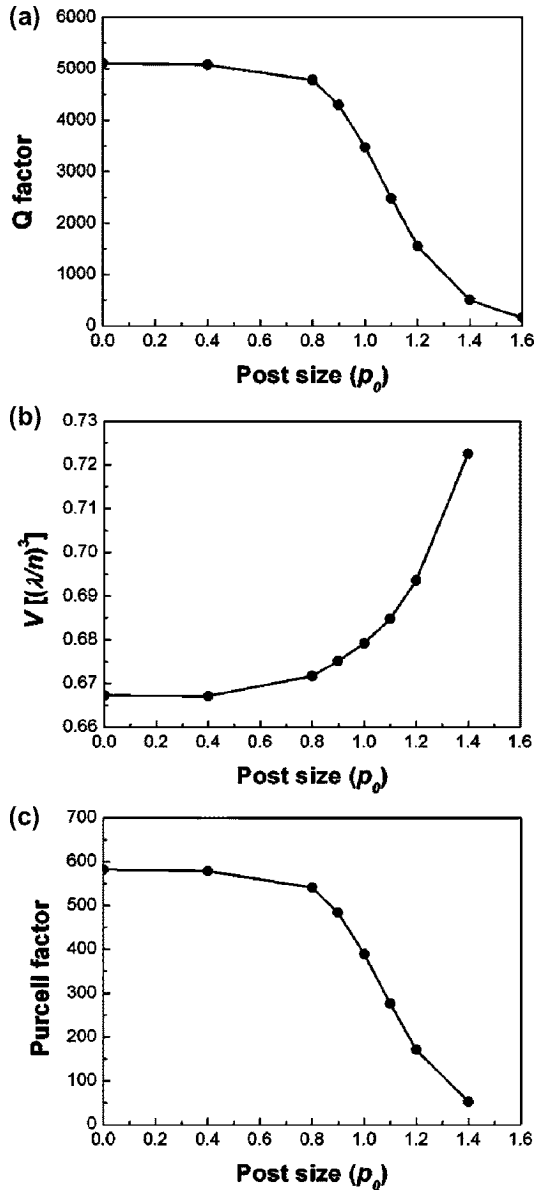 (a)
6000
5000
4000
3000
2000
1000
0
Q factor
0.0 0.2 0.4 0.6 0.8 1.0 1.2 1.4 1.6
Post size (p₀)
(b)
0.73
0.72
0.71
0.70
0.69
0.68
0.67
0.66
V [(λ/n)³]
0.0 0.2 0.4 0.6 0.8 1.0 1.2 1.4 1.6
Post size (p₀)
(c)
700
600
500
400
300
200
100
0
Purcell factor
0.0 0.2 0.4 0.6 0.8 1.0 1.2 1.4 1.6
Post size (p₀)